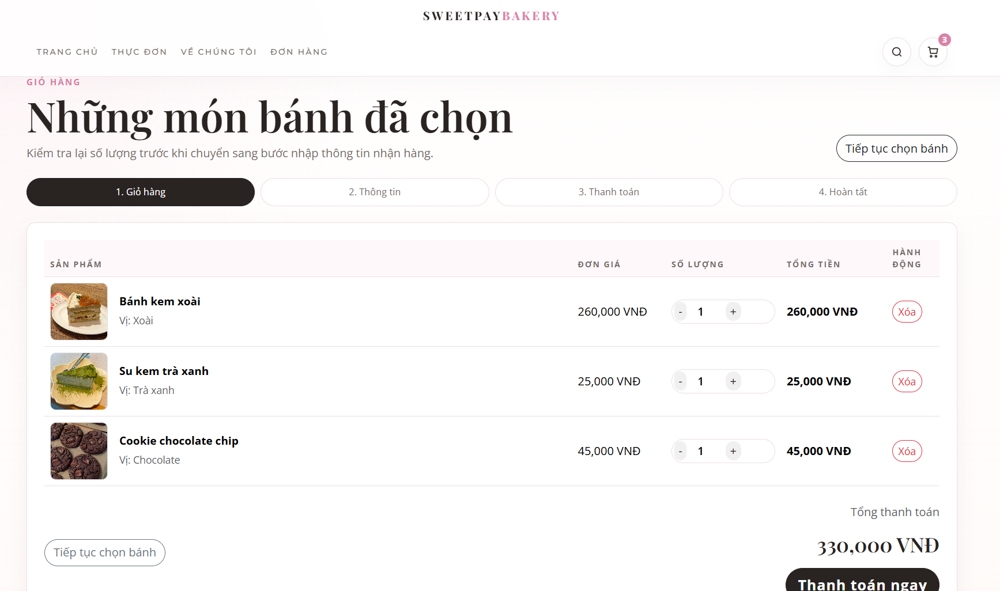 SWEETPAYBAKERY
TRANG CHỦ THỰC ĐƠN VỀ CHÚNG TÔI ĐƠN HÀNG
3
GIỎ HÀNG
Những món bánh đã chọn
Kiểm tra lại số lượng trước khi chuyển sang bước nhập thông tin nhận hàng.
Tiếp tục chọn bánh
1. Giỏ hàng 2. Thông tin 3. Thanh toán 4. Hoàn tất
SẢN PHẨM ĐƠN GIÁ SỐ LƯỢNG TỔNG TIỀN HÀNH ĐỘNG
Bánh kem xoài
Vị: Xoài
260,000 VNĐ - 1 + 260,000 VNĐ Xóa
Su kem trà xanh
Vị: Trà xanh
25,000 VNĐ - 1 + 25,000 VNĐ Xóa
Cookie chocolate chip
Vị: Chocolate
45,000 VNĐ - 1 + 45,000 VNĐ Xóa
Tổng thanh toán
330,000 VNĐ
Tiếp tục chọn bánh
Thanh toán ngay